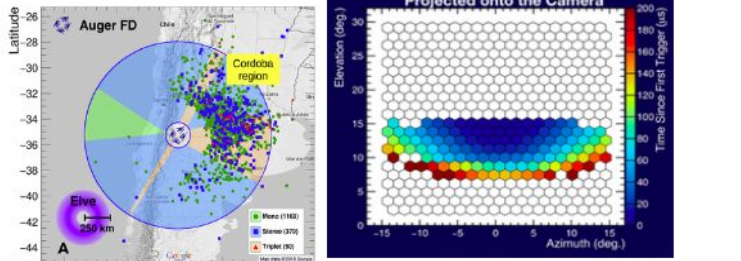 Latitude
−26
−28
−30
−32
−34
−36
−38
−40
−42
−44
Auger FD
Chile
Cordoba
region
Elve
250 km
A
Mono (1163)
Stereo (379)
Triplet (50)
Google
Projected onto the Camera
Elevation (deg.)
30
25
20
15
10
5
0
−15
−10
−5
0
5
10
15
Azimuth (deg.)
200
180
160
140
120
100
80
60
40
20
0
Time Since First Trigger (μs)